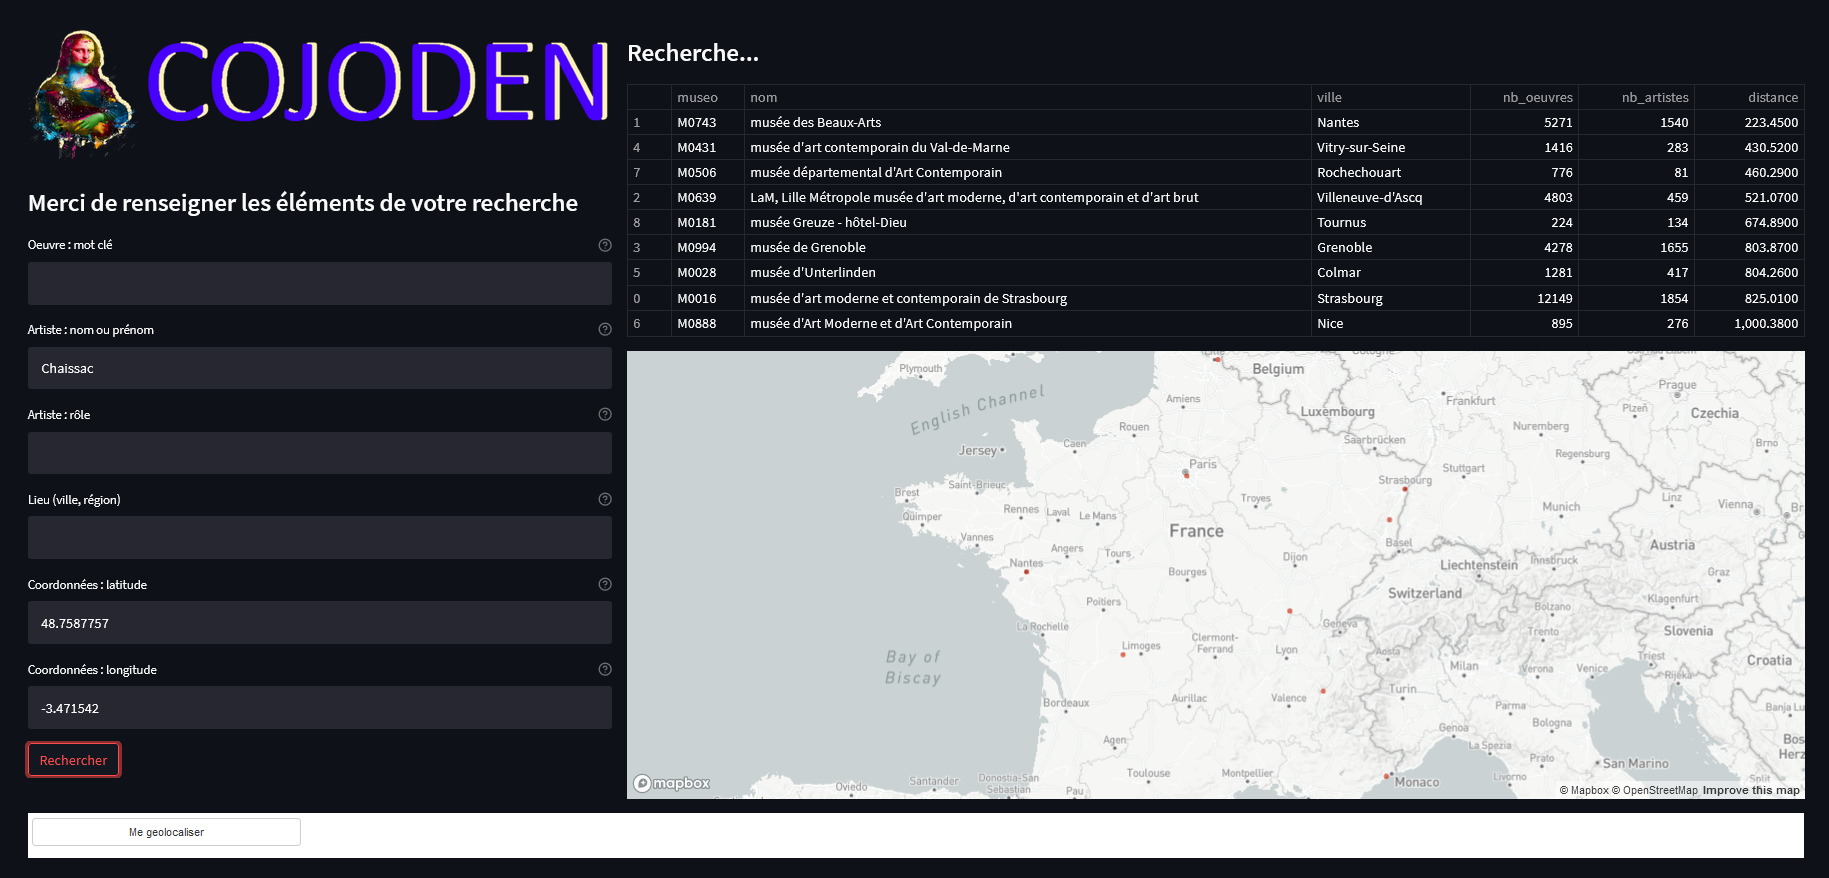 COJODEN
Merci de renseigner les éléments de votre recherche
Oeuvre : mot clé
Artiste : nom ou prénom
Chaissac
Artiste : rôle
Lieu (ville, région)
Coordonnées : latitude
48.7587757
Coordonnées : longitude
-3.471542
Rechercher
Me geolocaliser
Recherche...
museo nom ville nb_oeuvres nb_artistes distance
1 M0743 musée des Beaux-Arts Nantes 5271 1540 223.4500
4 M0431 musée d'art contemporain du Val-de-Marne Vitry-sur-Seine 1416 283 430.5200
7 M0506 musée départemental d'Art Contemporain Rochechouart 776 81 460.2900
2 M0639 LaM, Lille Métropole musée d'art moderne, d'art contemporain et d'art brut Villeneuve-d'Ascq 4803 459 521.0700
8 M0181 musée Greuze - hôtel-Dieu Tournus 224 134 674.8900
3 M0994 musée de Grenoble Grenoble 4278 1655 803.8700
5 M0028 musée d'Unterlinden Colmar 1281 417 804.2600
0 M0016 musée d'art moderne et contemporain de Strasbourg Strasbourg 12149 1854 825.0100
6 M0888 musée d'Art Moderne et d'Art Contemporain Nice 895 276 1,000.3800
Plymouth
Belgium
Prague
English Channel
Amiens
Luxembourg
Frankfurt
Plzeň
Czechia
Rouen
Caen
Saarbrücken
Nuremberg
Brno
Jersey
Regensburg
Paris
Stuttgart
Strasbourg
Brest
Saint-Brieuc
Troyes
Linz
Vienna
Br
Quimper
Rennes
Laval
Le Mans
Munich
Vannes
France
Basel
Austria
Angers
Tours
Dijon
Nantes
Liechtenstein
Innsbruck
Graz
Bourges
Switzerland
Poitiers
Bolzano
Klagenfurt
La Rochelle
Geneva
Slovenia
Limoges
Clermont-
Ferrand
Lyon
Aosta
Trento
Triest
Croatia
Bay of
Biscay
Milan
Verona
Venice
Rijeka
Aurillac
Valence
Turin
Bordeaux
Parma
Banja Lu
Genoa
Bologna
Agen
La Spezia
Bos
Herz
Prato
San Marino
Toulouse
Montpellier
Monaco
Livorno
Split
Oviedo
Santander
Donostia-San
Sebastian
Pau
mapbox
© Mapbox © OpenStreetMap Improve this map